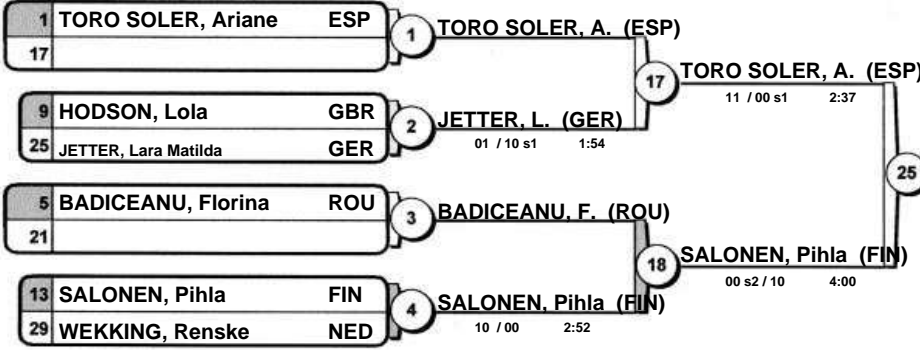 1 TORO SOLER, Ariane ESP
17
1
TORO SOLER, A. (ESP)
9 HODSON, Lola GBR
25 JETTER, Lara Matilda GER
2
JETTER, L. (GER)
01 / 10 s1 1:54
17
TORO SOLER, A. (ESP)
11 / 00 s1 2:37
5 BADICEANU, Florina ROU
21
3
BADICEANU, F. (ROU)
13 SALONEN, Pihla FIN
29 WEKKING, Renske NED
4
SALONEN, Pihla (FIN)
10 / 00 2:52
18
SALONEN, Pihla (FIN)
00 s2 / 10 4:00
25